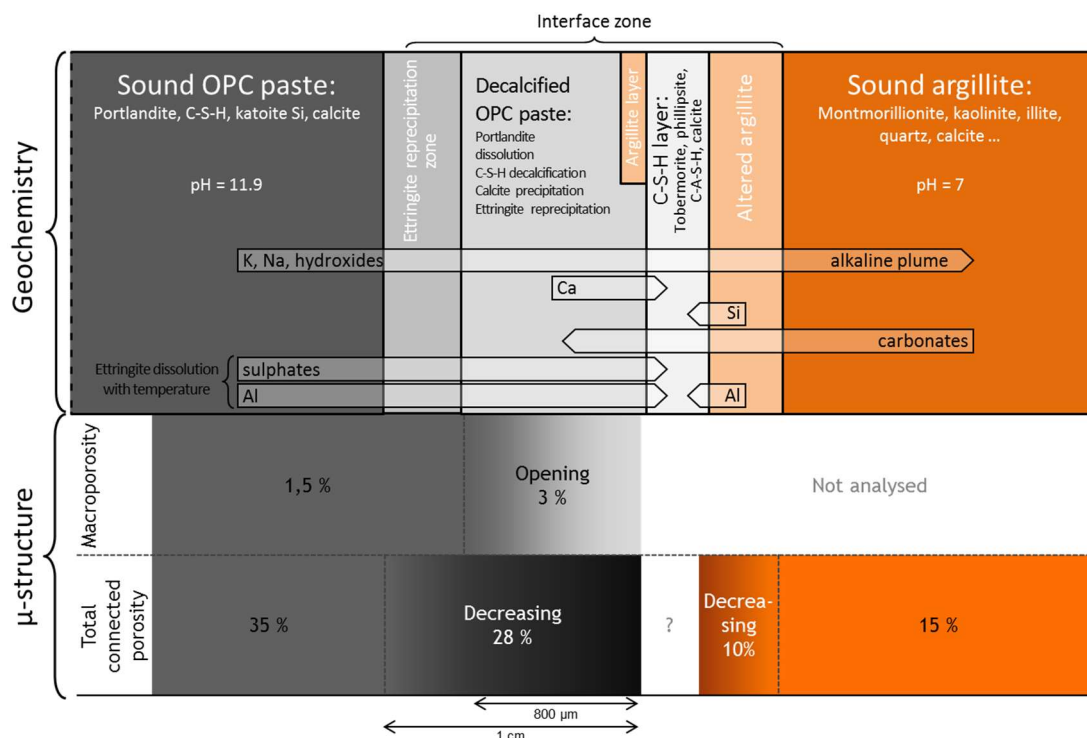 Interface zone
Geochemistry
Sound OPC paste:
Portlandite, C-S-H, katoite Si, calcite
pH = 11.9
Ettringite reprecipitation
zone
Decalcified
OPC paste:
Portlandite
dissolution
C-S-H decalcification
Calcite precipitation
Ettringite reprecipitation
Argillite layer
C-S-H layer:
Tobermorite, phillipsite,
C-A-S-H, calcite
Altered argillite
Sound argillite:
Montmorillionite, kaolinite, illite,
quartz, calcite ...
pH = 7
K, Na, hydroxides
alkaline plume
Ca
Si
carbonates
Ettringite dissolution
with temperature
sulphates
Al
Al
μ-structure
Macroporosity
1,5 %
Opening
3 %
Not analysed
Total
connected
porosity
35 %
Decreasing
28 %
?
Decrea-
sing
10%
15 %
800 μm
1 cm